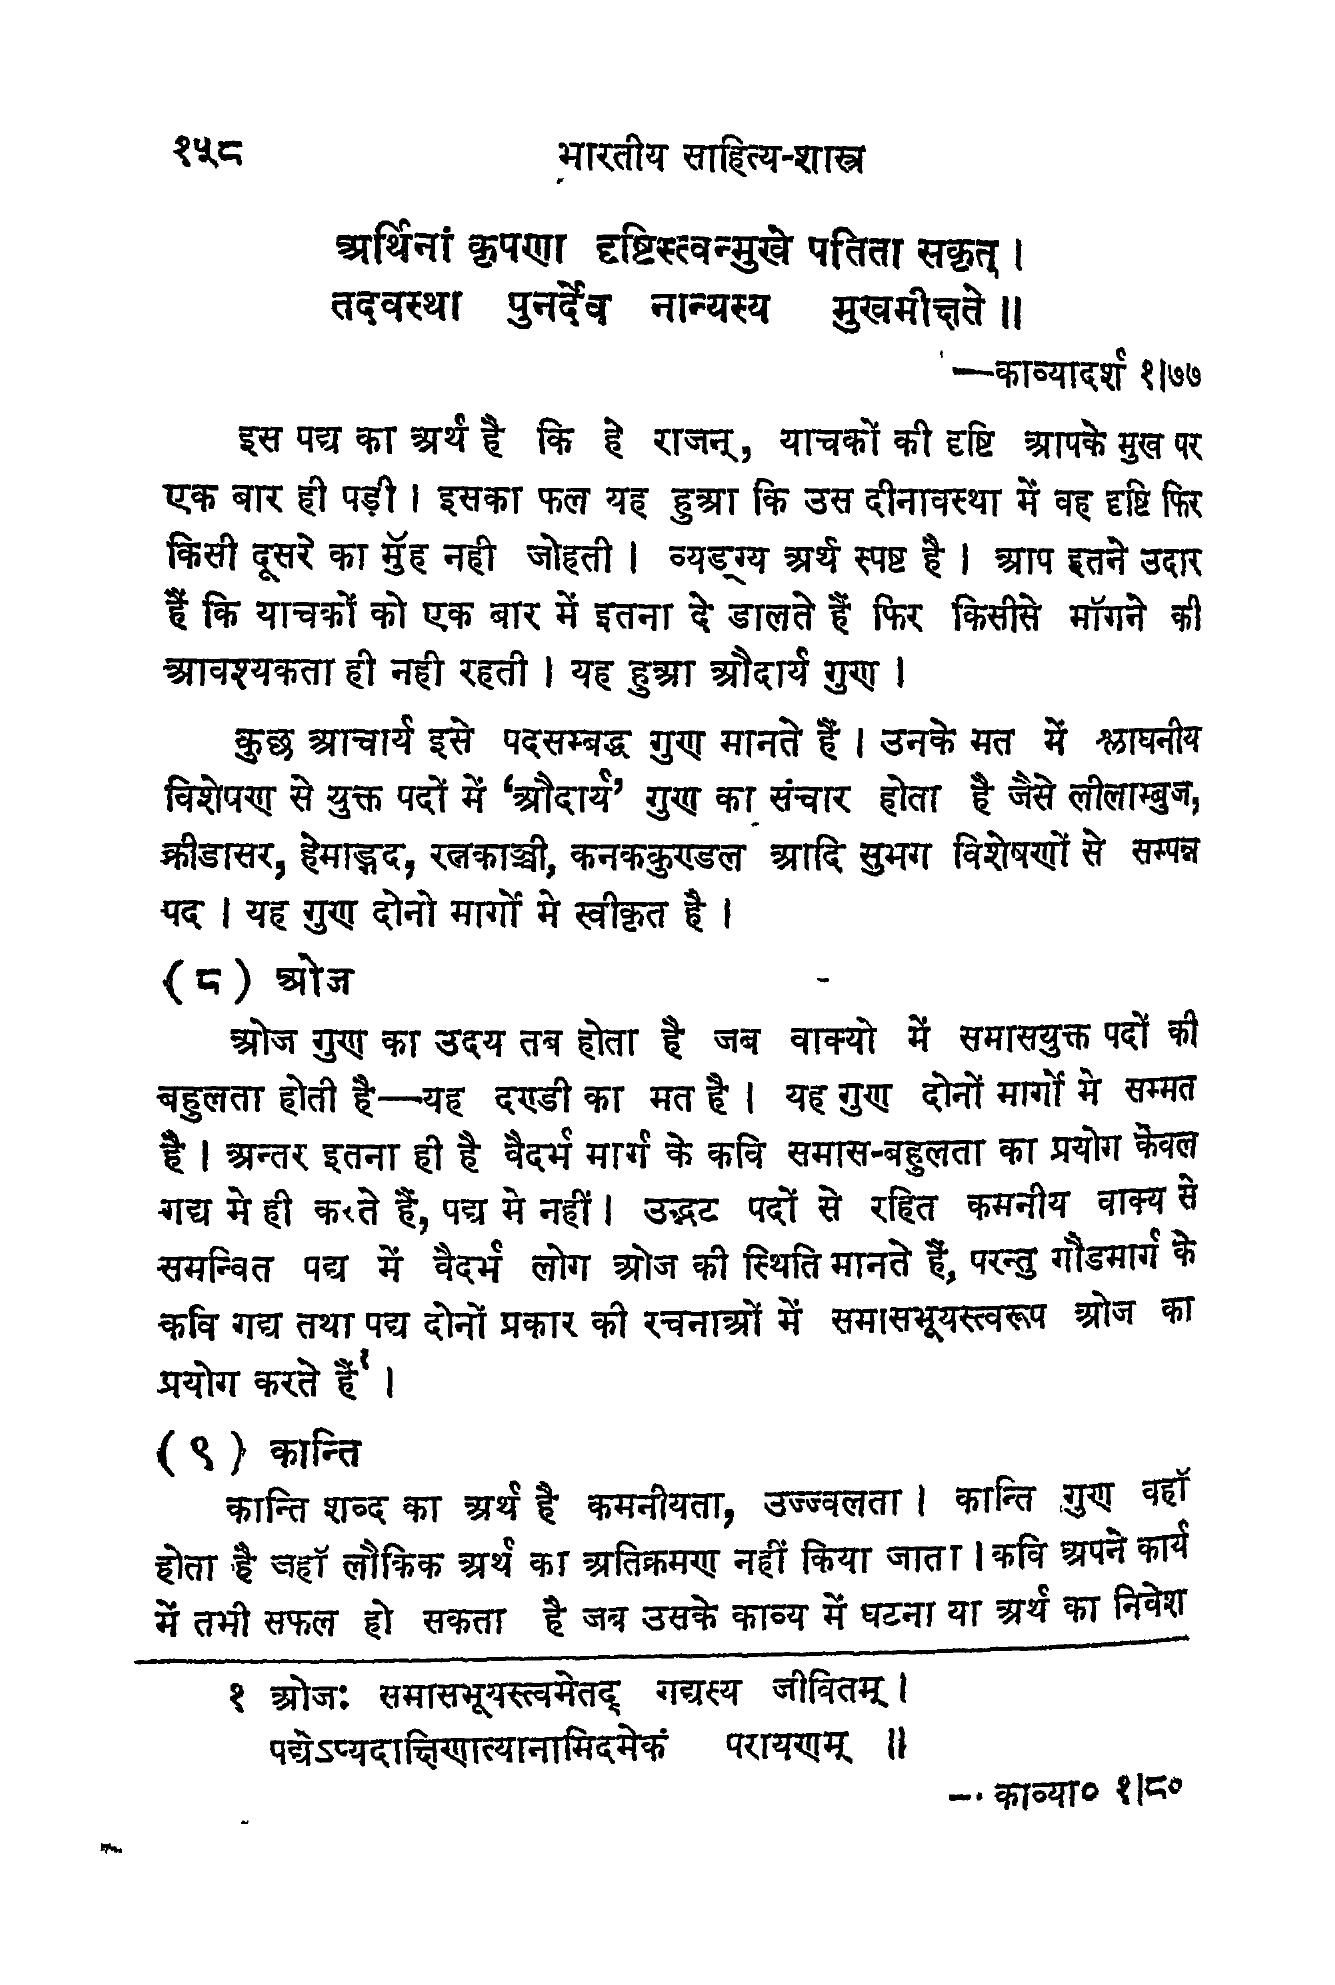 १५८ भारतीय साहित्य-शास्त्र
अर्थिनां कृपणा दृष्टिस्त्वन्मुखे पतिता सकृत् ।
तदवस्था पुनर्देव नान्यस्य मुखमीक्षते ॥
—काव्यादर्श १।७७
इस पद्य का अर्थ है कि हे राजन्, याचकों की दृष्टि आपके मुख पर
एक बार ही पड़ी । इसका फल यह हुआ कि उस दीनावस्था में वह दृष्टि फिर
किसी दूसरे का मुॅह नही जोहती । व्यङ्ग्य अर्थ स्पष्ट है । आप इतने उदार
हैं कि याचकों को एक बार में इतना दे डालते हैं फिर किसीसे मॉगने की
आवश्यकता ही नही रहती । यह हुआ औदार्य गुण ।
कुछ आचार्य इसे पदसम्बद्ध गुण मानते हैं । उनके मत में श्लाघनीय
विशेषण से युक्त पदों में ‘औदार्य’ गुण का संचार होता है जैसे लीलाम्बुज,
क्रीडासर, हेमाङ्गद, रत्नकाञ्ची, कनककुण्डल आदि सुभग विशेषणों से सम्पन्न
पद । यह गुण दोनो मार्गों मे स्वीकृत है ।
(८) ओज
ओज गुण का उदय तब होता है जब वाक्यो में समासयुक्त पदों की
बहुलता होती है—यह दण्डी का मत है । यह गुण दोनों मार्गों मे सम्मत
है । अन्तर इतना ही है वैदर्भ मार्ग के कवि समास-बहुलता का प्रयोग केवल
गद्य मे ही करते हैं, पद्य मे नहीं । उद्भट पदों से रहित कमनीय वाक्य से
समन्वित पद्य में वैदर्भ लोग ओज की स्थिति मानते हैं, परन्तु गौडमार्ग के
कवि गद्य तथा पद्य दोनों प्रकार की रचनाओं में समासभूयस्त्वरूप ओज का
प्रयोग करते हैं¹ ।
(९) कान्ति
कान्ति शब्द का अर्थ है कमनीयता, उज्ज्वलता । कान्ति गुण वहॉ
होता है जहॉ लौकिक अर्थ का अतिक्रमण नहीं किया जाता । कवि अपने कार्य
में तभी सफल हो सकता है जब उसके काव्य में घटना या अर्थ का निवेश
१ ओजः समासभूयस्त्वमेतद् गद्यस्य जीवितम् ।
पद्येऽप्यदाक्षिणात्यानामिदमेकं परायणम् ॥
—काव्या० १।८०